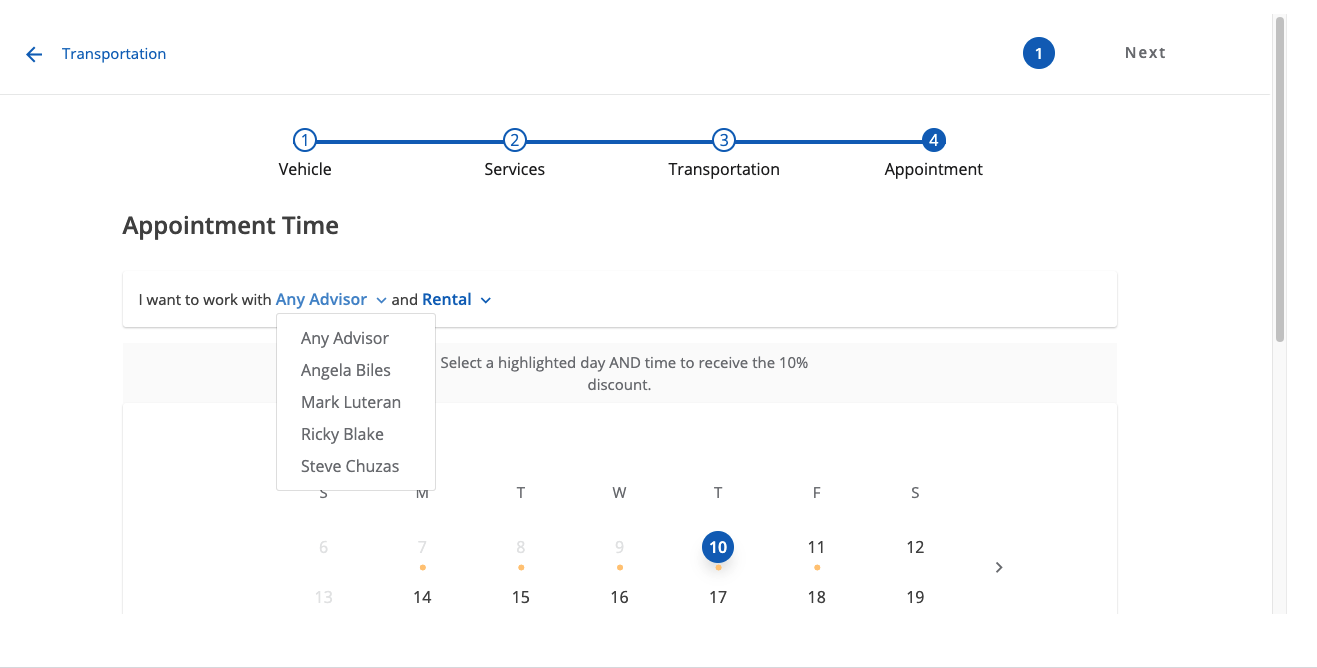 Transportation
1
Next
1
2
3
4
Vehicle
Services
Transportation
Appointment
Appointment Time
I want to work with Any Advisor and Rental
Any Advisor
Angela Biles
Mark Luteran
Ricky Blake
Steve Chuzas
Select a highlighted day AND time to receive the 10%
discount.
S M T W T F S
6 7 8 9 10 11 12
13 14 15 16 17 18 19